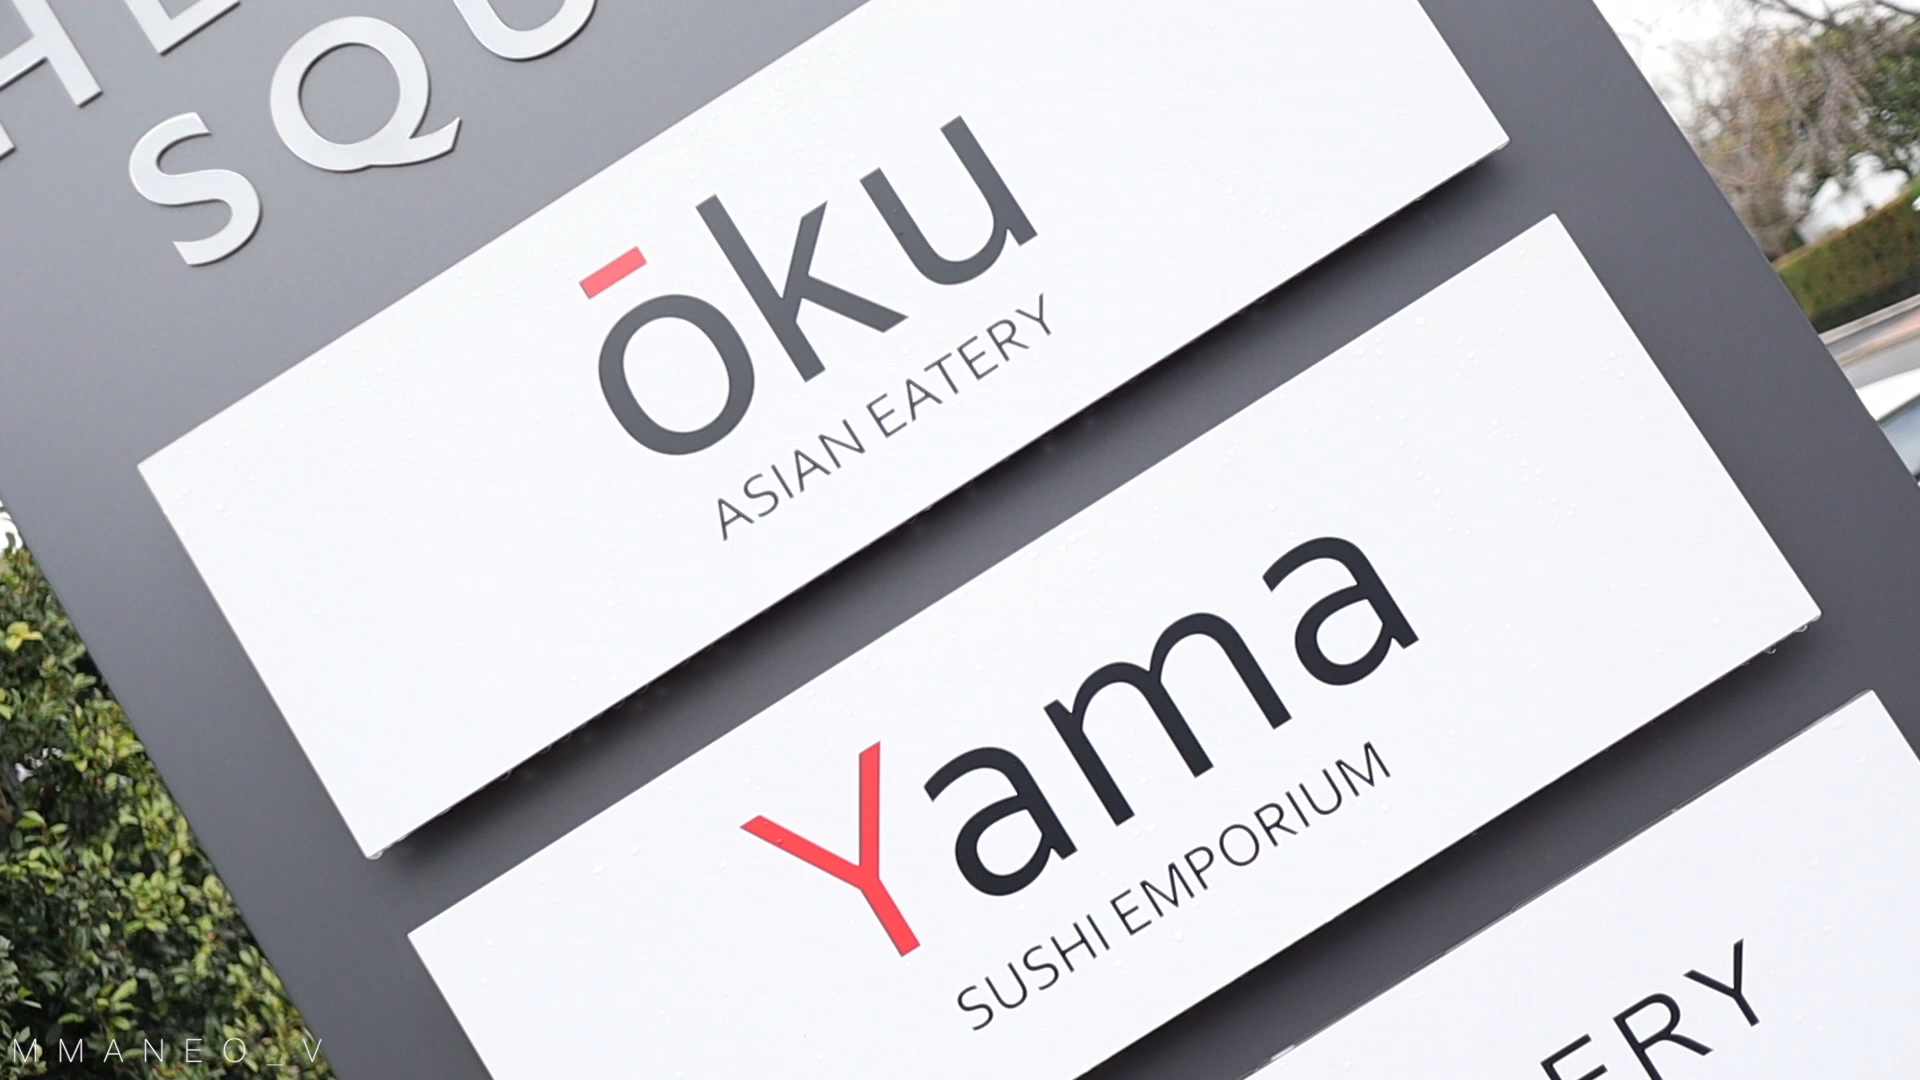 SQU
ōku
ASIAN EATERY
Yama
SUSHI EMPORIUM
ERY
MMANEO_V